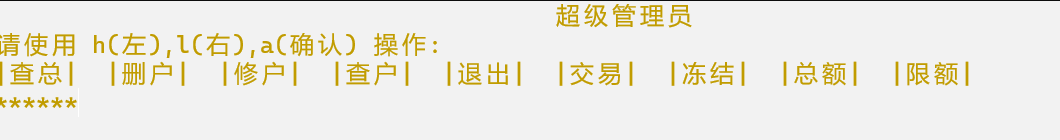 超级管理员
请使用 h(左),l(右),a(确认) 操作:
|查总| |删户| |修户| |查户| |退出| |交易| |冻结| |总额| |限额|
******